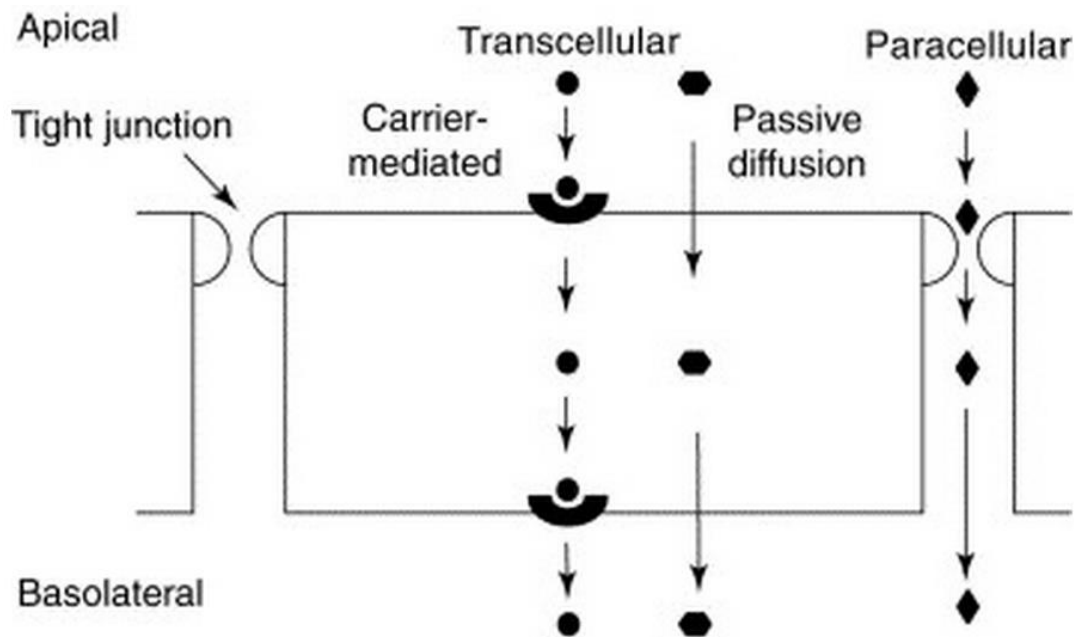 Apical
Transcellular
Paracellular
Tight junction
Carrier-
mediated
Passive
diffusion
Basolateral